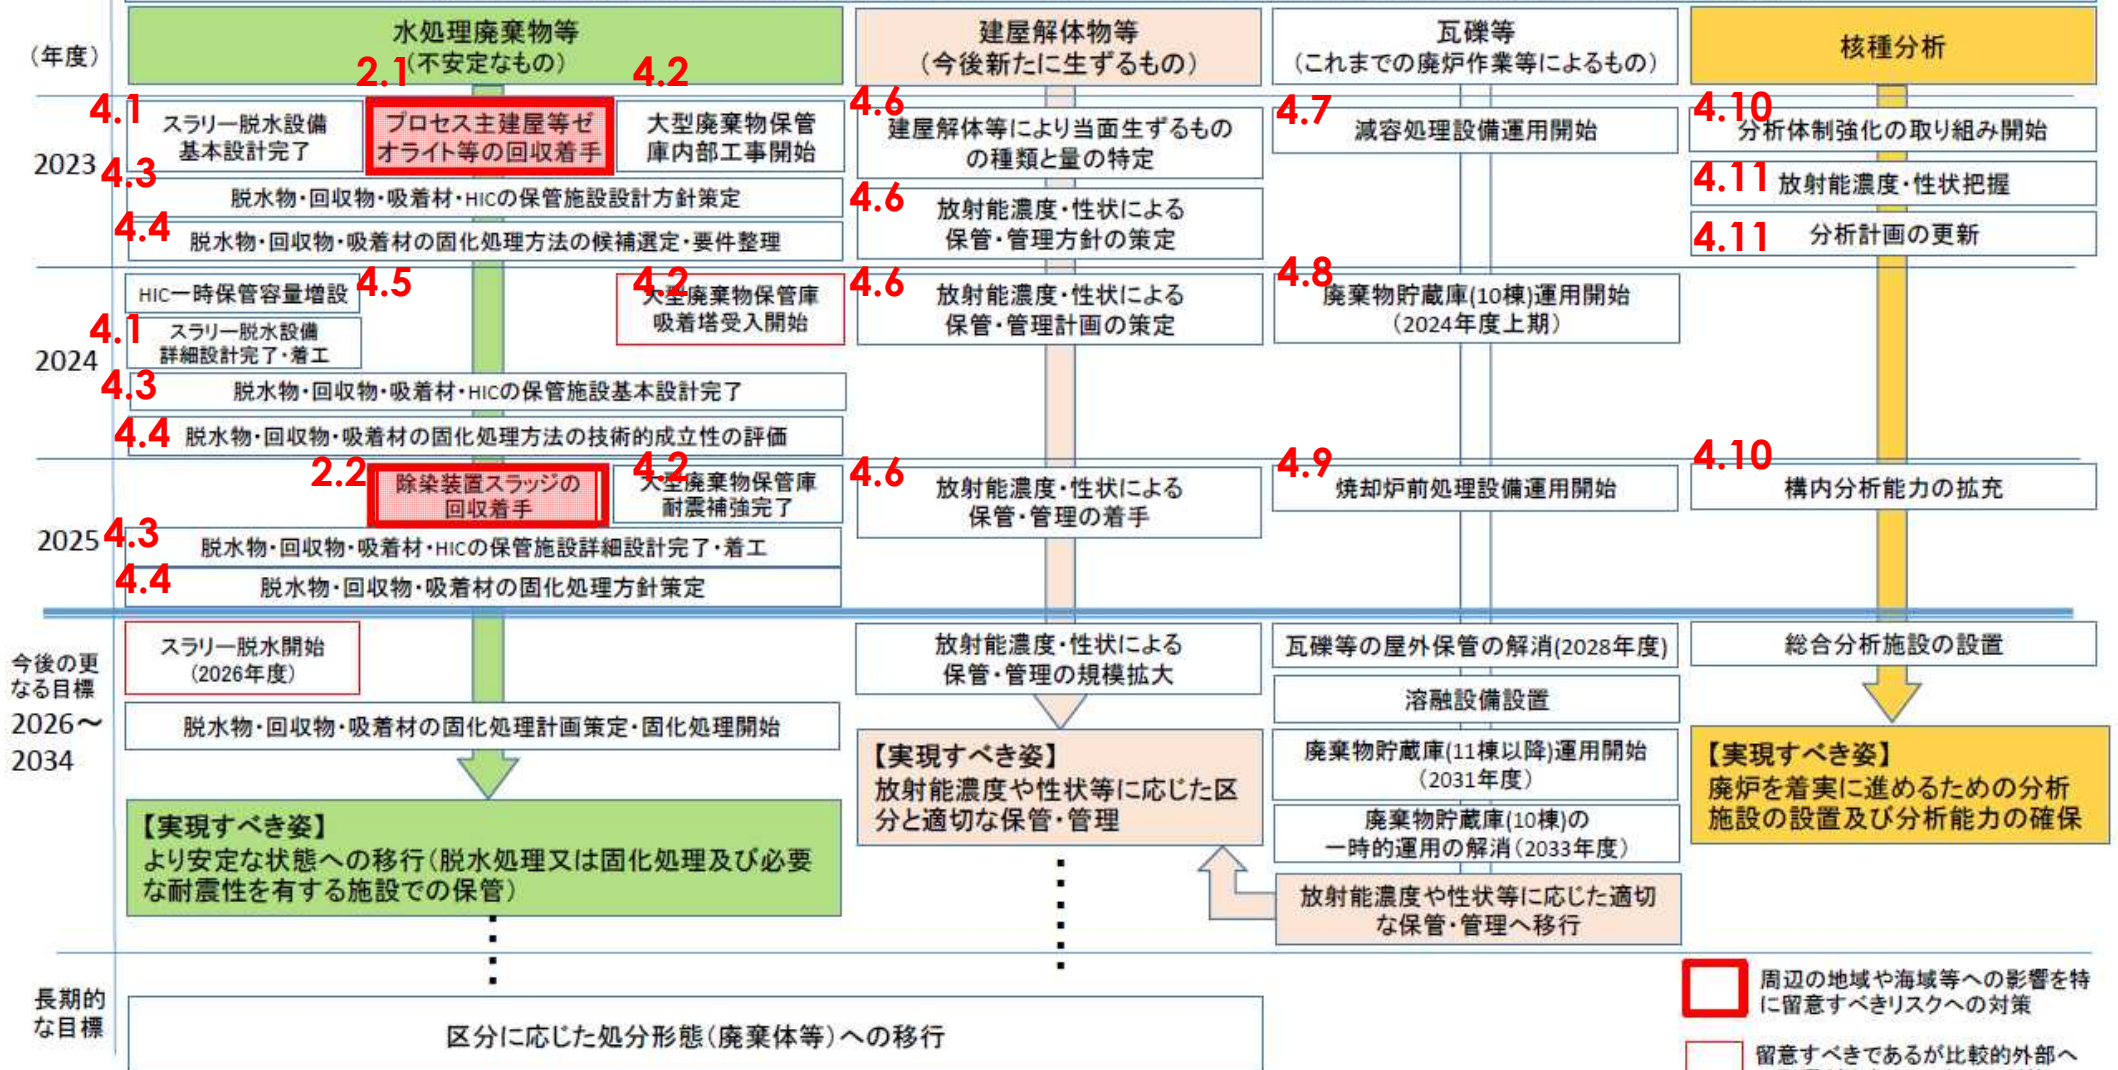 (年度)
水処理廃棄物等
(不安定なもの)
建屋解体物等
(今後新たに生ずるもの)
瓦礫等
(これまでの廃炉作業等によるもの)
核種分析
2023
4.1
スラリー脱水設備
基本設計完了
2.1
プロセス主建屋等ゼ
オライト等の回収着手
4.2
大型廃棄物保管
庫内部工事開始
4.3
脱水物・回収物・吸着材・HICの保管施設設計方針策定
4.4
脱水物・回収物・吸着材の固化処理方法の候補選定・要件整理
4.6
建屋解体等により当面生ずるもの
の種類と量の特定
4.6
放射能濃度・性状による
保管・管理方針の策定
4.7
減容処理設備運用開始
4.10
分析体制強化の取り組み開始
4.11
放射能濃度・性状把握
4.11
分析計画の更新
2024
HIC一時保管容量増設
4.5
4.1
スラリー脱水設備
詳細設計完了・着工
4.2
大型廃棄物保管庫
吸着塔受入開始
4.3
脱水物・回収物・吸着材・HICの保管施設基本設計完了
4.4
脱水物・回収物・吸着材の固化処理方法の技術的成立性の評価
4.6
放射能濃度・性状による
保管・管理計画の策定
4.8
廃棄物貯蔵庫(10棟)運用開始
(2024年度上期)
2025
2.2
除染装置スラッジの
回収着手
4.2
大型廃棄物保管庫
耐震補強完了
4.3
脱水物・回収物・吸着材・HICの保管施設詳細設計完了・着工
4.4
脱水物・回収物・吸着材の固化処理方針策定
4.6
放射能濃度・性状による
保管・管理の着手
4.9
焼却炉前処理設備運用開始
4.10
構内分析能力の拡充
今後の更
なる目標
2026～
2034
スラリー脱水開始
(2026年度)
脱水物・回収物・吸着材の固化処理計画策定・固化処理開始
【実現すべき姿】
より安定な状態への移行(脱水処理又は固化処理及び必要
な耐震性を有する施設での保管)
放射能濃度・性状による
保管・管理の規模拡大
【実現すべき姿】
放射能濃度や性状等に応じた区
分と適切な保管・管理
瓦礫等の屋外保管の解消(2028年度)
溶融設備設置
廃棄物貯蔵庫(11棟以降)運用開始
(2031年度)
廃棄物貯蔵庫(10棟)の
一時的運用の解消(2033年度)
放射能濃度や性状等に応じた適切
な保管・管理へ移行
総合分析施設の設置
【実現すべき姿】
廃炉を着実に進めるための分析
施設の設置及び分析能力の確保
長期的
な目標
区分に応じた処分形態(廃棄体等)への移行
周辺の地域や海域等への影響を特
に留意すべきリスクへの対策
留意すべきであるが比較的外部へ